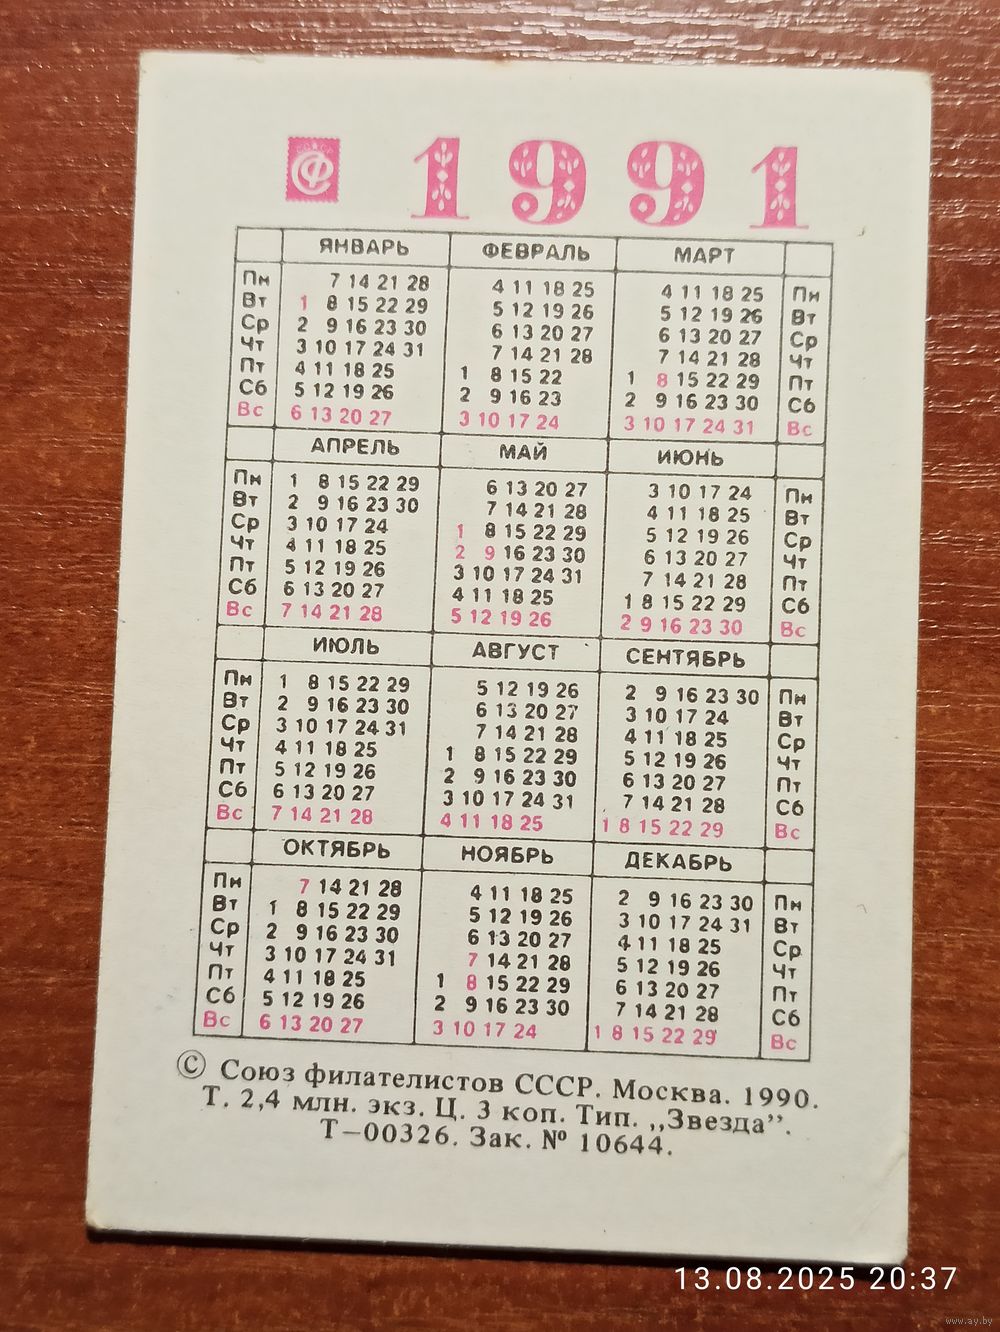 СССР
СФ
1991
ЯНВАРЬ ФЕВРАЛЬ МАРТ
Пн 7 14 21 28 4 11 18 25 4 11 18 25 Пн
Вт 1 8 15 22 29 5 12 19 26 5 12 19 26 Вт
Ср 2 9 16 23 30 6 13 20 27 6 13 20 27 Ср
Чт 3 10 17 24 31 7 14 21 28 7 14 21 28 Чт
Пт 4 11 18 25 1 8 15 22 1 8 15 22 29 Пт
Сб 5 12 19 26 2 9 16 23 2 9 16 23 30 Сб
Вс 6 13 20 27 3 10 17 24 3 10 17 24 31 Вс
АПРЕЛЬ МАЙ ИЮНЬ
Пн 1 8 15 22 29 6 13 20 27 3 10 17 24 Пн
Вт 2 9 16 23 30 7 14 21 28 4 11 18 25 Вт
Ср 3 10 17 24 1 8 15 22 29 5 12 19 26 Ср
Чт 4 11 18 25 2 9 16 23 30 6 13 20 27 Чт
Пт 5 12 19 26 3 10 17 24 31 7 14 21 28 Пт
Сб 6 13 20 27 4 11 18 25 1 8 15 22 29 Сб
Вс 7 14 21 28 5 12 19 26 2 9 16 23 30 Вс
ИЮЛЬ АВГУСТ СЕНТЯБРЬ
Пн 1 8 15 22 29 5 12 19 26 2 9 16 23 30 Пн
Вт 2 9 16 23 30 6 13 20 27 3 10 17 24 Вт
Ср 3 10 17 24 31 7 14 21 28 4 11 18 25 Ср
Чт 4 11 18 25 1 8 15 22 29 5 12 19 26 Чт
Пт 5 12 19 26 2 9 16 23 30 6 13 20 27 Пт
Сб 6 13 20 27 3 10 17 24 31 7 14 21 28 Сб
Вс 7 14 21 28 4 11 18 25 1 8 15 22 29 Вс
ОКТЯБРЬ НОЯБРЬ ДЕКАБРЬ
Пн 7 14 21 28 4 11 18 25 2 9 16 23 30 Пн
Вт 1 8 15 22 29 5 12 19 26 3 10 17 24 31 Вт
Ср 2 9 16 23 30 6 13 20 27 4 11 18 25 Ср
Чт 3 10 17 24 31 7 14 21 28 5 12 19 26 Чт
Пт 4 11 18 25 1 8 15 22 29 6 13 20 27 Пт
Сб 5 12 19 26 2 9 16 23 30 7 14 21 28 Сб
Вс 6 13 20 27 3 10 17 24 1 8 15 22 29 Вс
© Союз филателистов СССР. Москва. 1990.
Т. 2,4 млн. экз. Ц. 3 коп. Тип. „Звезда”.
Т—00326. Зак. № 10644.
13.08.2025 20:37
www.ay.by